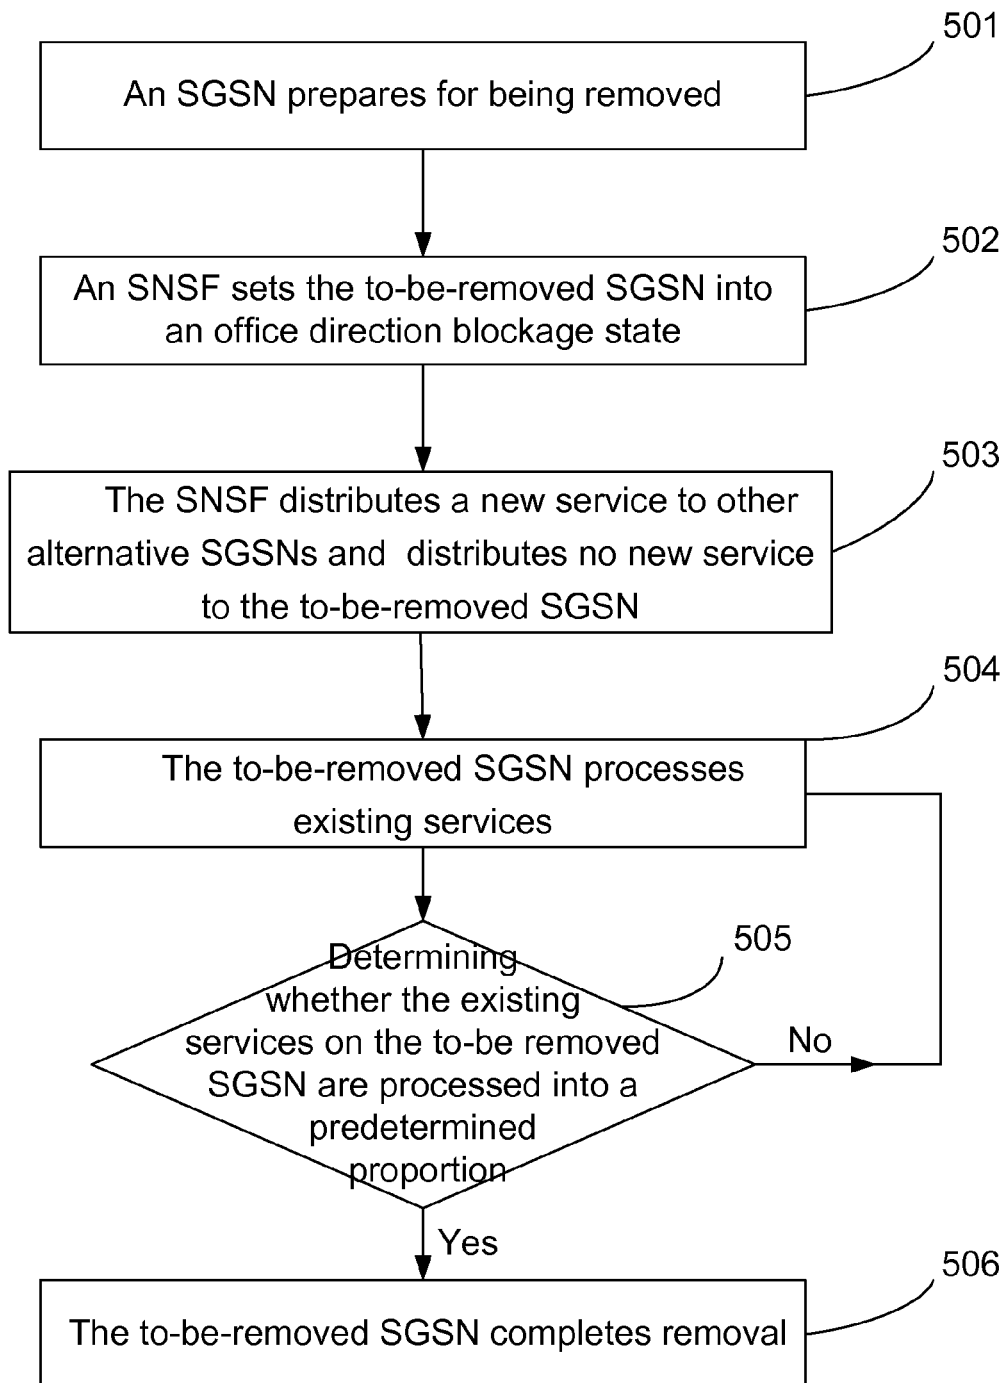 501
An SGSN prepares for being removed
502
An SNSF sets the to-be-removed SGSN into
an office direction blockage state
503
The SNSF distributes a new service to other
alternative SGSNs and distributes no new service
to the to-be-removed SGSN
504
The to-be-removed SGSN processes
existing services
505
Determining
whether the existing
services on the to-be removed
SGSN are processed into a
predetermined
proportion
No
Yes
506
The to-be-removed SGSN completes removal